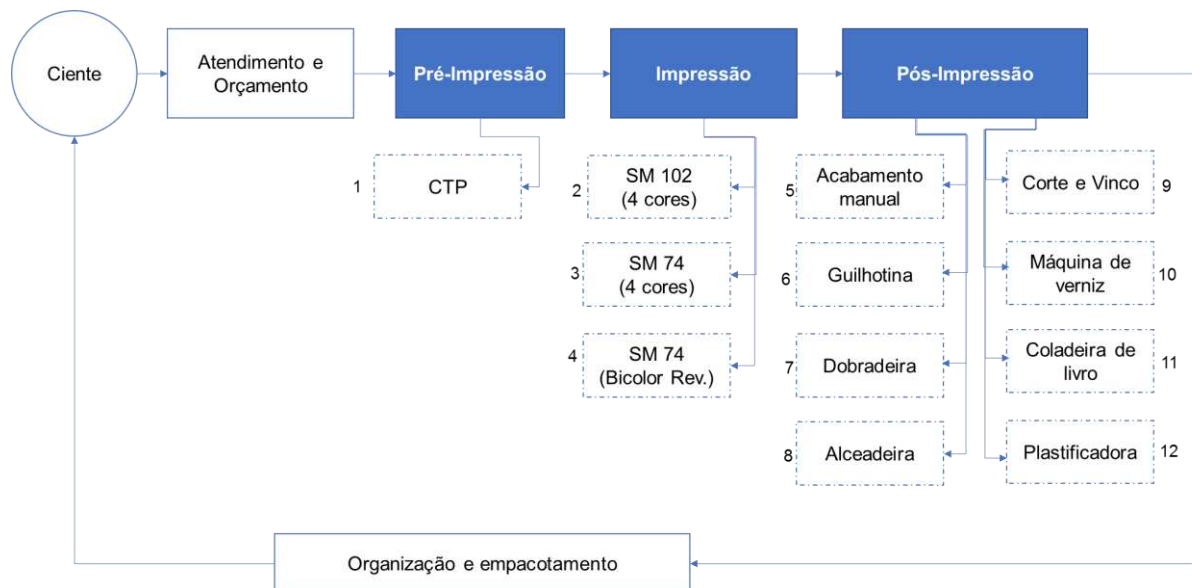 Ciente
Atendimento e
Orçamento
Pré-Impressão
Impressão
Pós-Impressão
1
CTP
2
SM 102
(4 cores)
3
SM 74
(4 cores)
4
SM 74
(Bicolor Rev.)
5
Acabamento
manual
6
Guilhotina
7
Dobradeira
8
Alceadeira
Corte e Vinco
9
Máquina de
verniz
10
Coladeira de
livro
11
Plastificadora
12
Organização e empacotamento